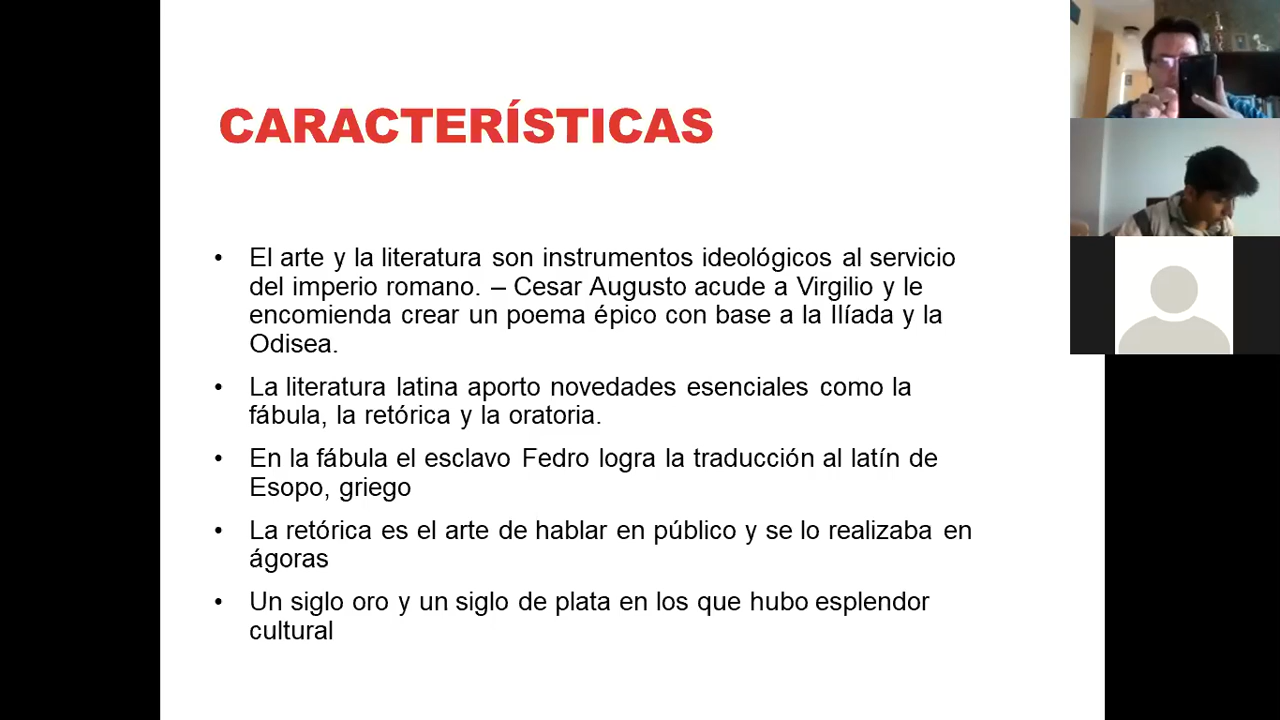 CARACTERÍSTICAS
• El arte y la literatura son instrumentos ideológicos al servicio
del imperio romano. – Cesar Augusto acude a Virgilio y le
encomienda crear un poema épico con base a la Ilíada y la
Odisea.
• La literatura latina aporto novedades esenciales como la
fábula, la retórica y la oratoria.
• En la fábula el esclavo Fedro logra la traducción al latín de
Esopo, griego
• La retórica es el arte de hablar en público y se lo realizaba en
ágoras
• Un siglo oro y un siglo de plata en los que hubo esplendor
cultural